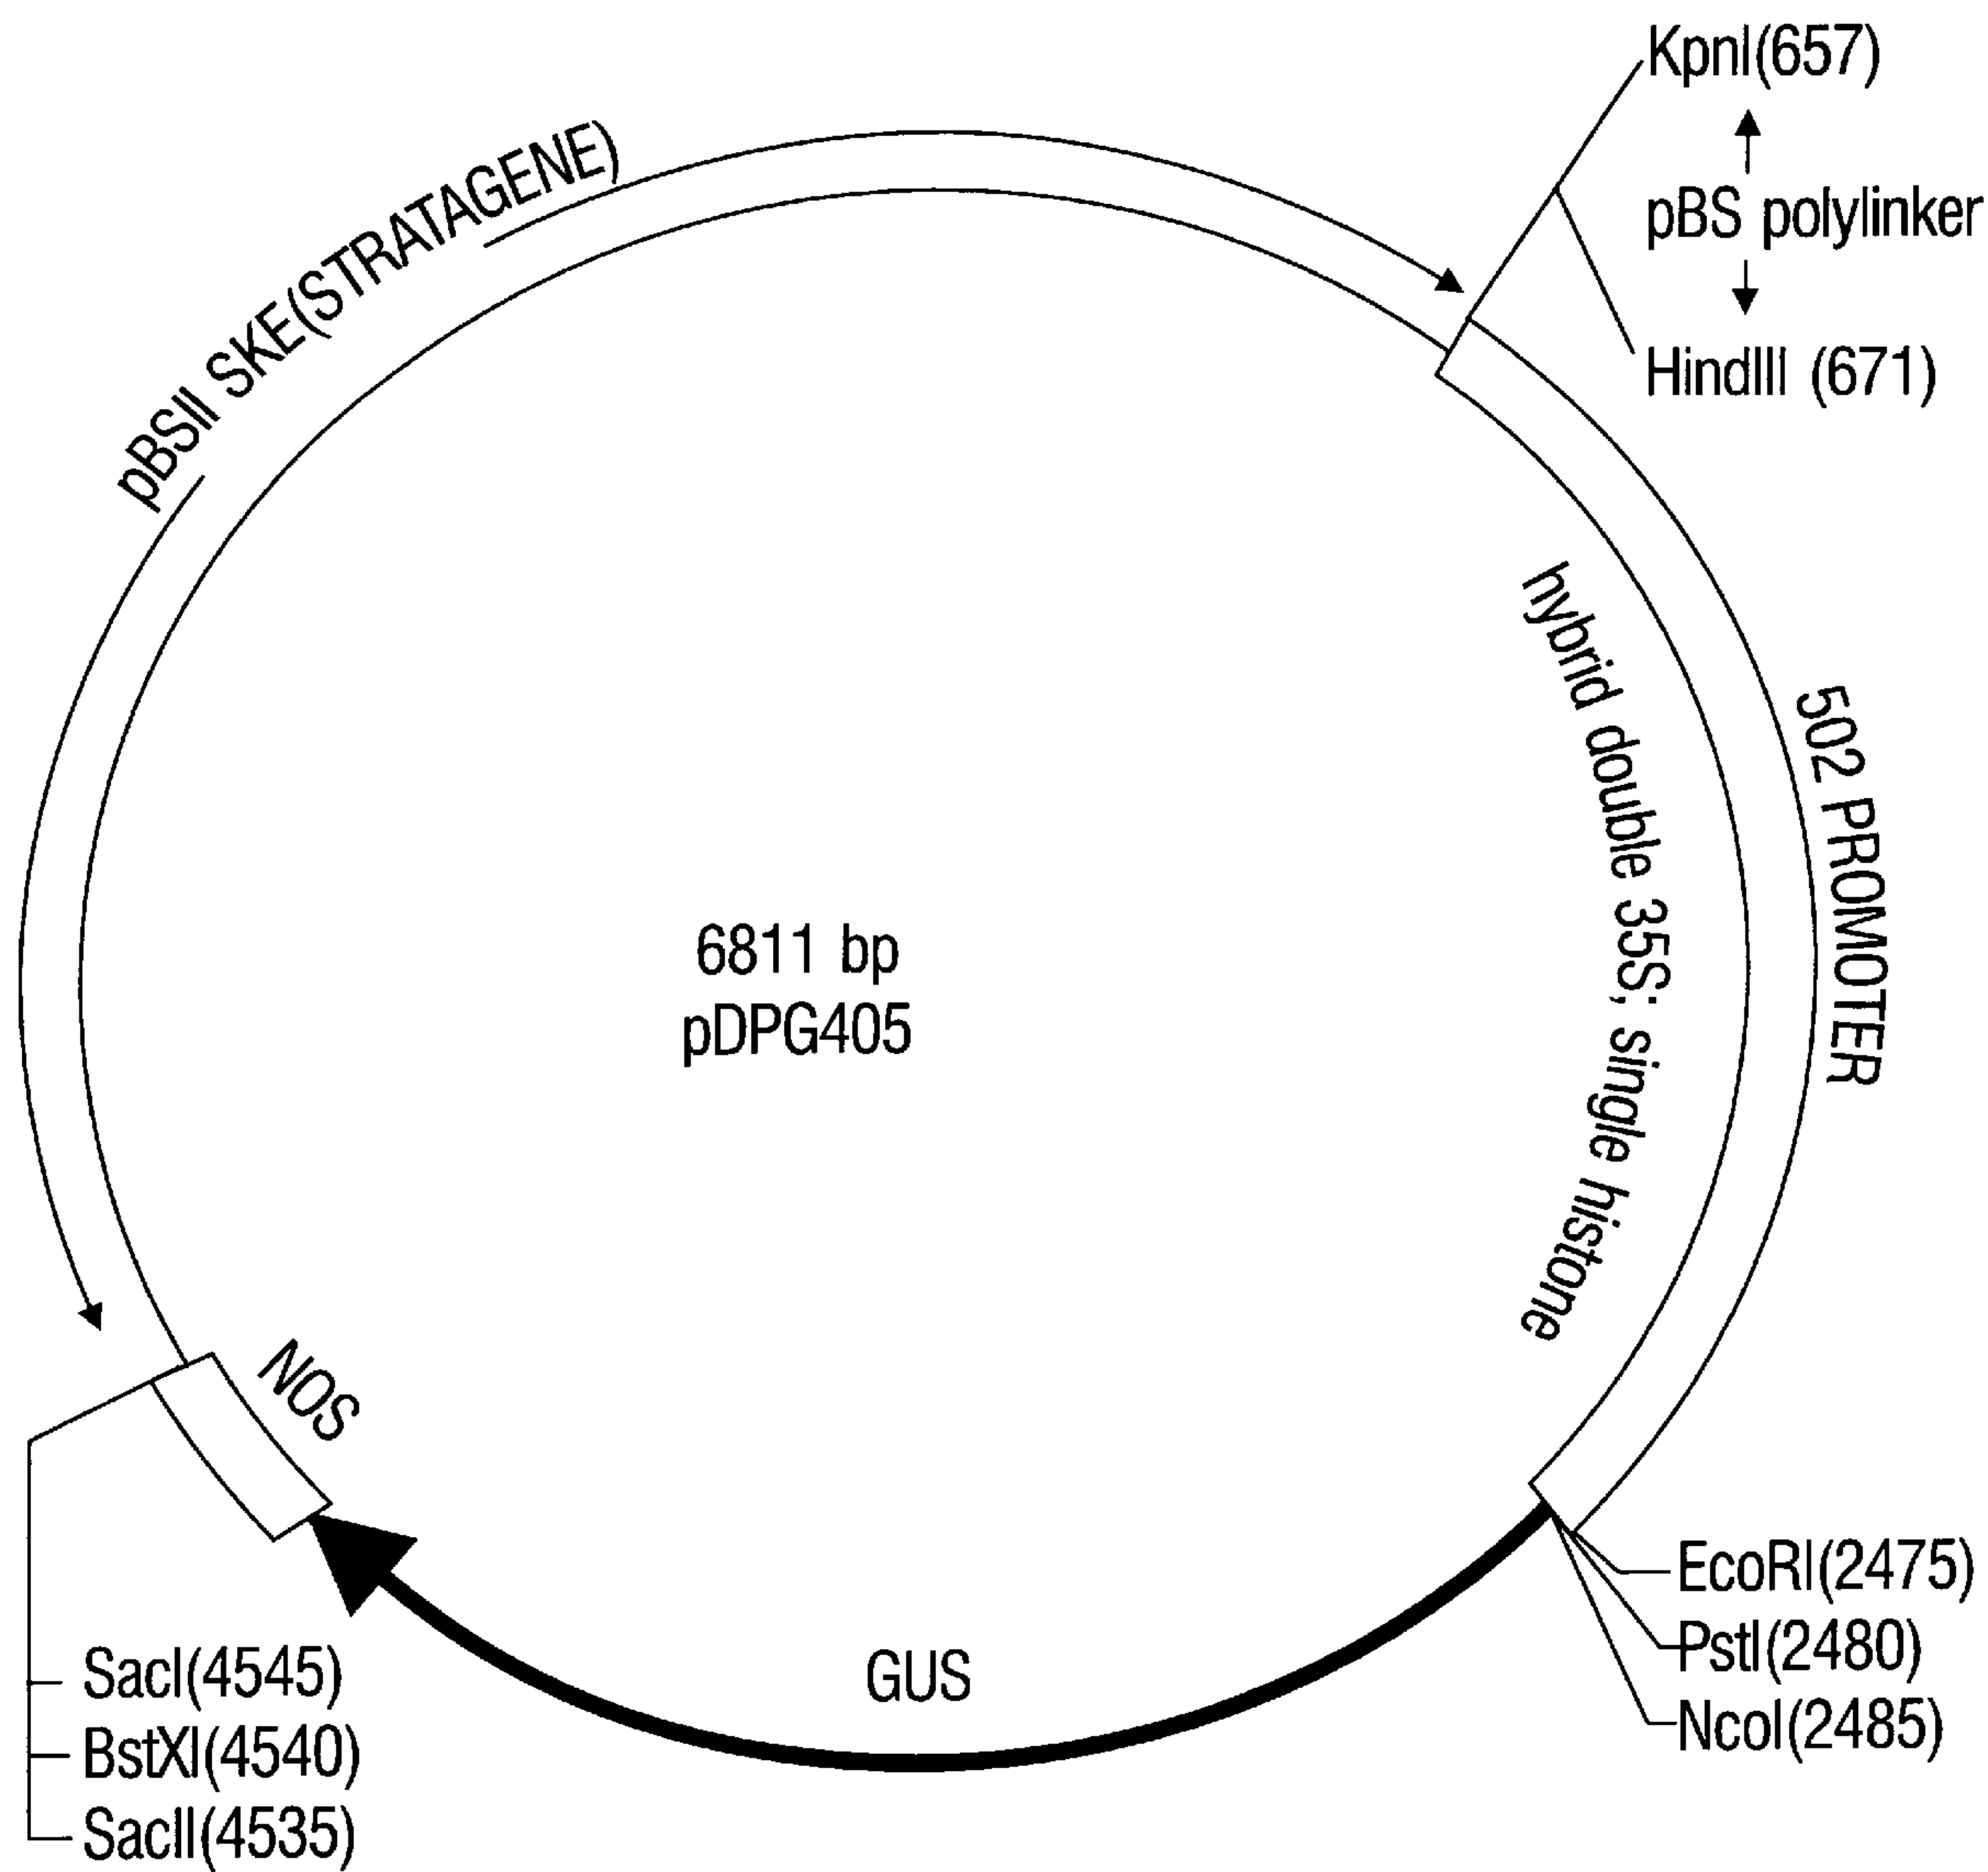 KpnI(657)
pBS polylinker
HindIII (671)
pBSII SKE(STRATAGENE)
hybrid double 35S; single histone
502 PROMOTER
6811 bp
pDPG405
NOS
GUS
EcoRI(2475)
PstI(2480)
NcoI(2485)
SacI(4545)
BstXI(4540)
SacII(4535)